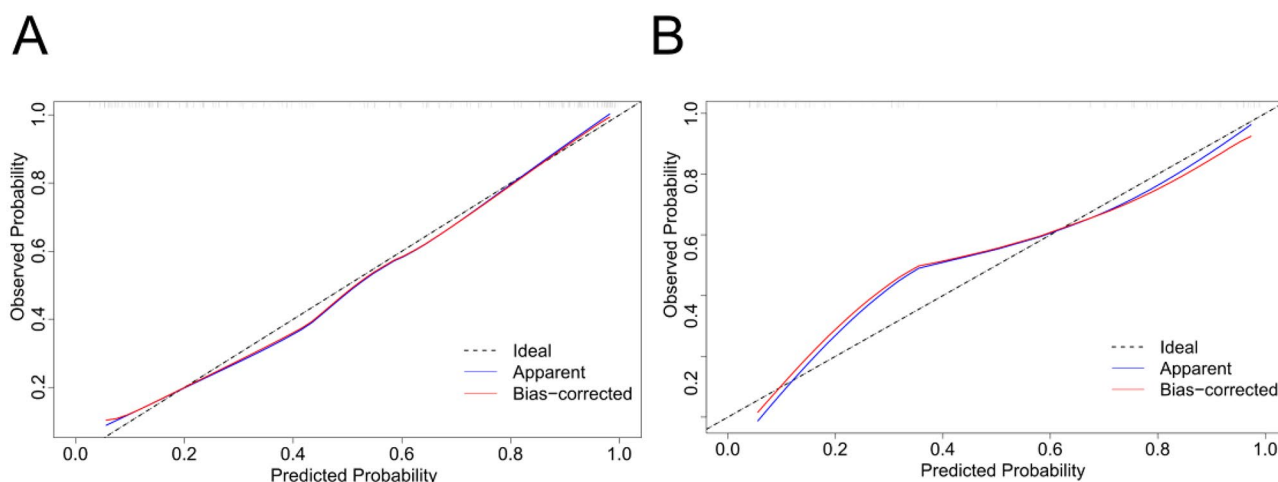 A
B
1.0
0.8
0.6
0.4
0.2
Observed Probability
Ideal
Apparent
Bias-corrected
0.0 0.2 0.4 0.6 0.8 1.0
Predicted Probability
1.0
0.8
0.6
0.4
0.2
Observed Probability
Ideal
Apparent
Bias-corrected
0.0 0.2 0.4 0.6 0.8 1.0
Predicted Probability